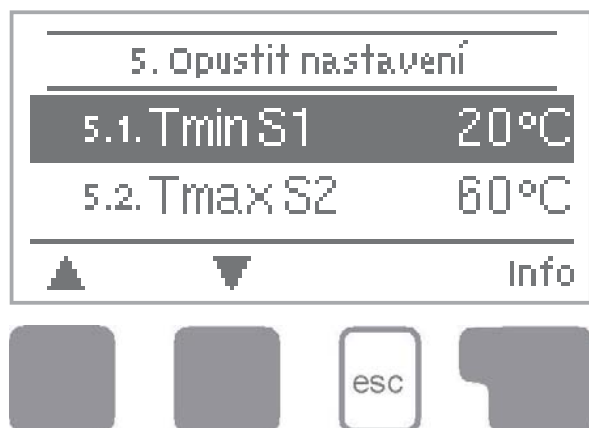 5. Opustit nastavení
5.1. Tmin S1 20°C
5.2. Tmax S2 60°C
Info
esc